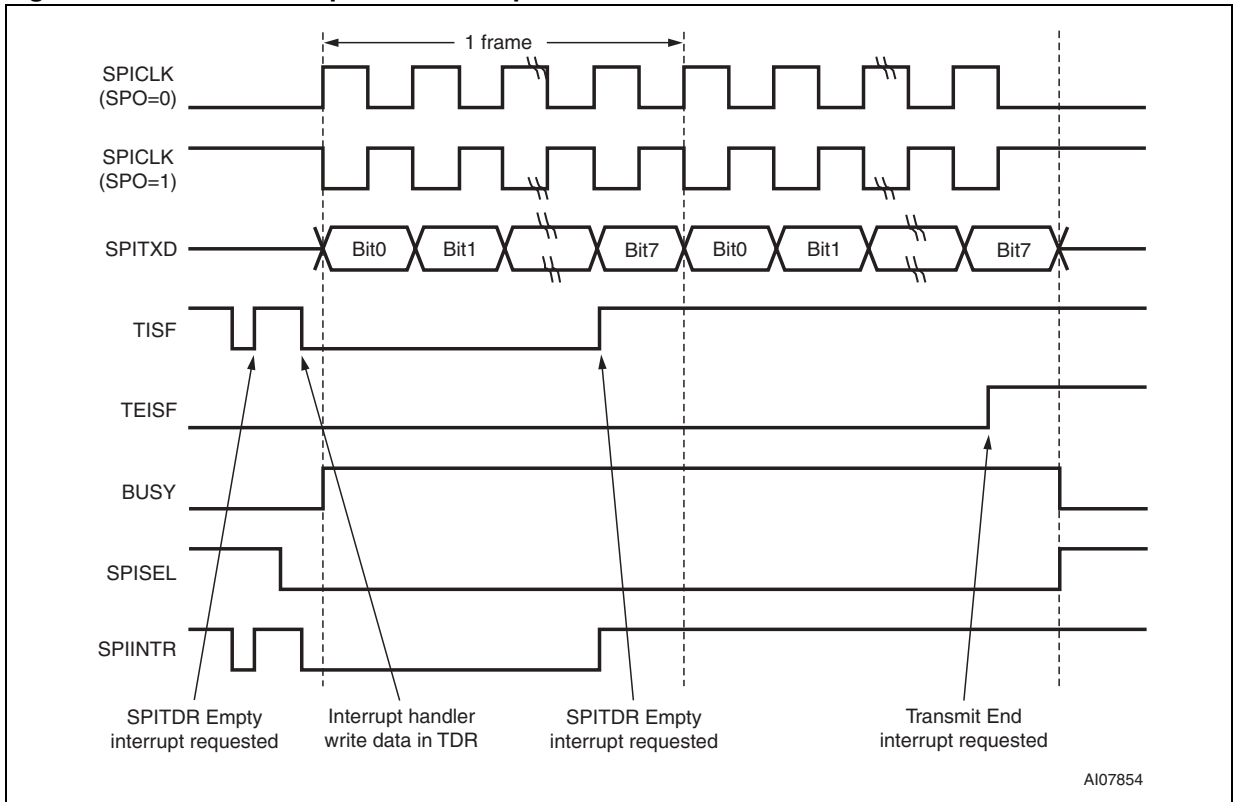 1 frame
SPICLK
(SPO=0)
SPICLK
(SPO=1)
SPITXD
Bit0
Bit1
Bit7
Bit0
Bit1
Bit7
TISF
TEISF
BUSY
SPISEL
SPIINTR
SPITDR Empty
interrupt requested
Interrupt handler
write data in TDR
SPITDR Empty
interrupt requested
Transmit End
interrupt requested
AI07854